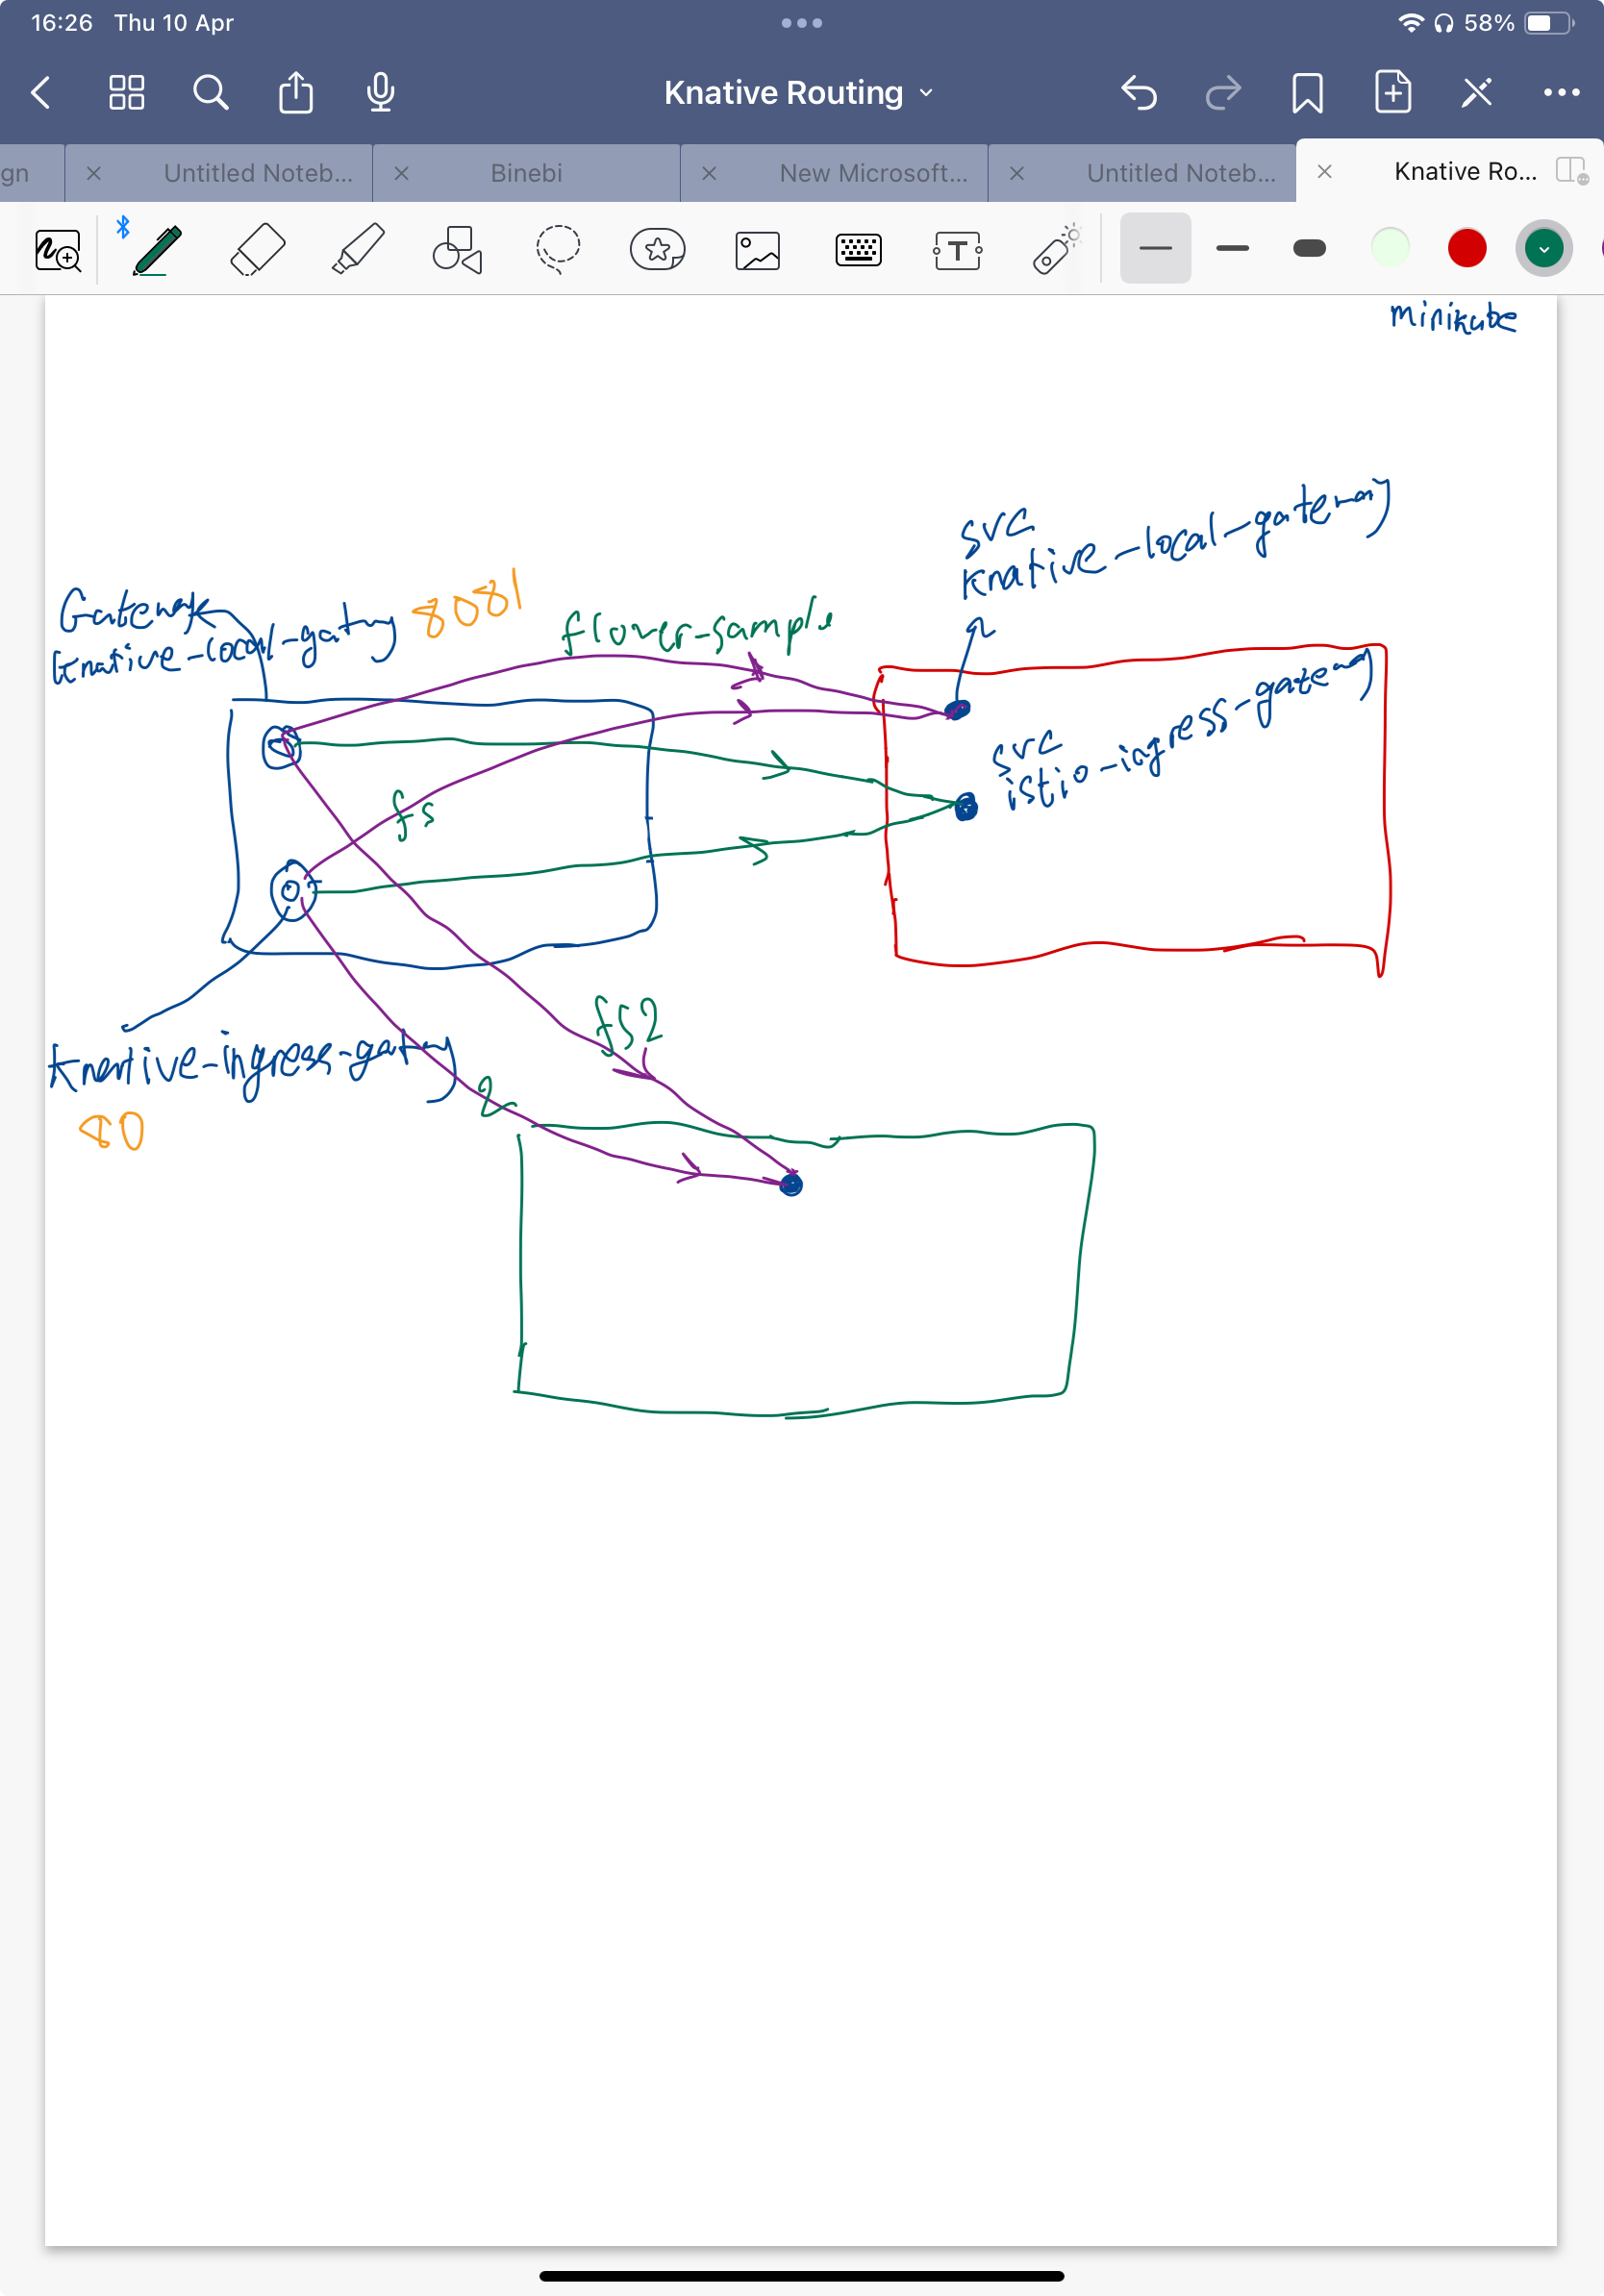 16:26 Thu 10 Apr
58%
Knative Routing
gn
Untitled Noteb...
Binebi
New Microsoft...
Untitled Noteb...
Knative Ro...
T
minikube
svc
knative-local-gateway
Gateway
knative-local-gatway 8081
flower-sample
svc
istio-ingress-gateway
fs
fs2
knative-ingress-gatway
80
2